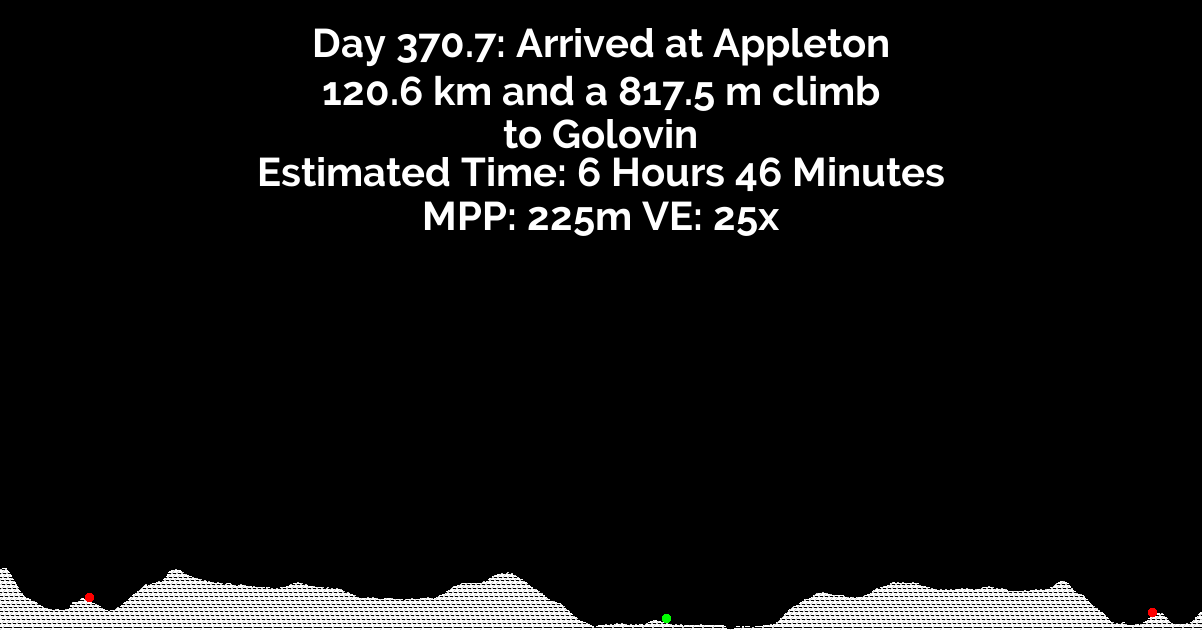 Day 370.7: Arrived at Appleton
120.6 km and a 817.5 m climb
to Golovin
Estimated Time: 6 Hours 46 Minutes
MPP: 225m VE: 25x